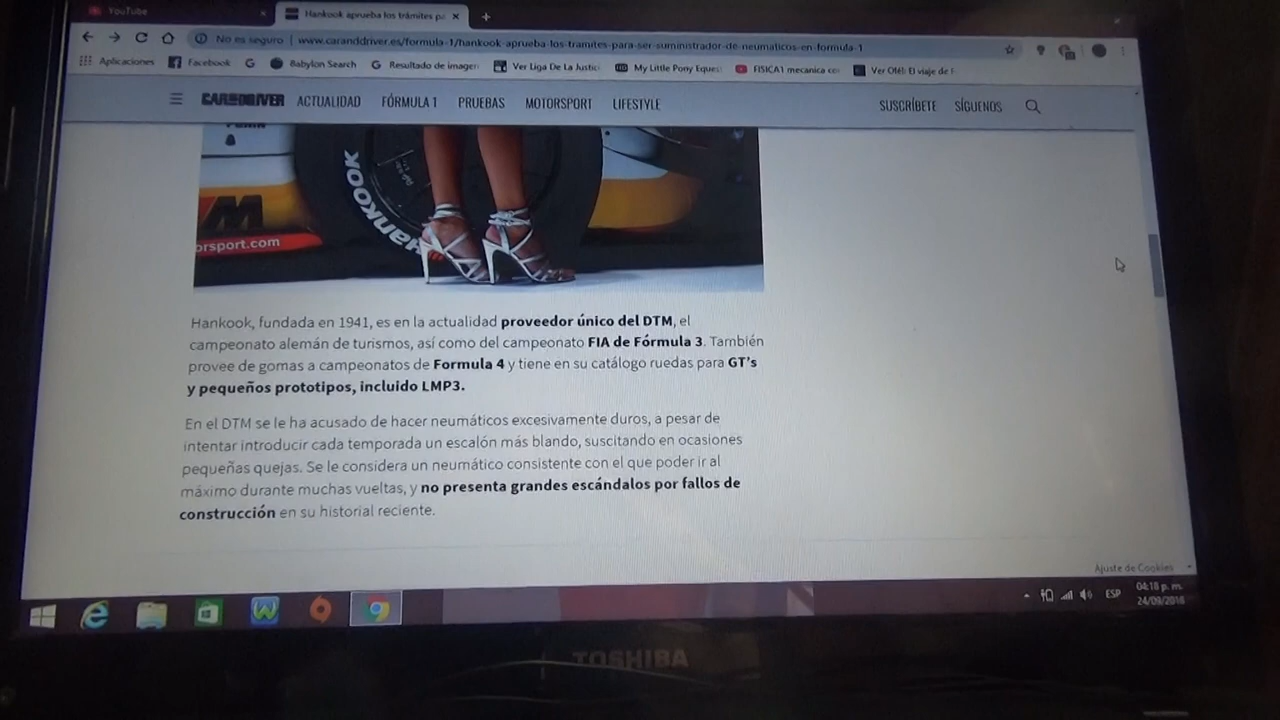 YouTube
Hankook aprueba los trámites pa
No es seguro | www.caranddriver.es/formula-1/hankook-aprueba-los-tramites-para-ser-suministrador-de-neumaticos-en-formula-1
Aplicaciones Facebook Babylon Search Resultado de imagen Ver Liga De La Justic My Little Pony Eques FISICA1 mecanica ce Ver Olé!: El viaje de F
CAR AND DRIVER ACTUALIDAD FÓRMULA 1 PRUEBAS MOTORSPORT LIFESTYLE SUSCRÍBETE SÍGUENOS
HANKOOK
M
orsport.com
Hankook, fundada en 1941, es en la actualidad proveedor único del DTM, el
campeonato alemán de turismos, así como del campeonato FIA de Fórmula 3. También
provee de gomas a campeonatos de Formula 4 y tiene en su catálogo ruedas para GT's
y pequeños prototipos, incluido LMP3.
En el DTM se le ha acusado de hacer neumáticos excesivamente duros, a pesar de
intentar introducir cada temporada un escalón más blando, suscitando en ocasiones
pequeñas quejas. Se le considera un neumático consistente con el que poder ir al
máximo durante muchas vueltas, y no presenta grandes escándalos por fallos de
construcción en su historial reciente.
Ajuste de Cookies
ESP
04:18 p. m.
24/09/2018
TOSHIBA